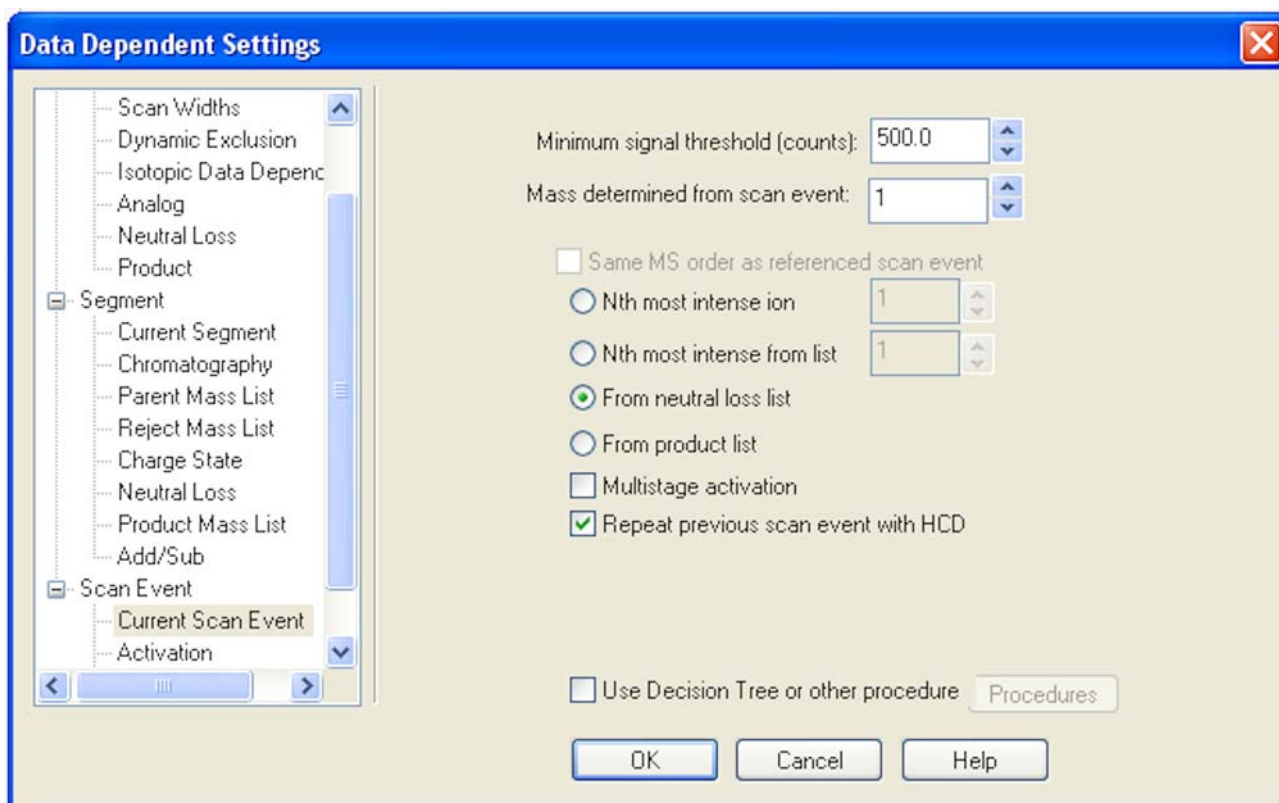 Data Dependent Settings
Scan Widths
Dynamic Exclusion
Isotopic Data Depend
Analog
Neutral Loss
Product
Segment
Current Segment
Chromatography
Parent Mass List
Reject Mass List
Charge State
Neutral Loss
Product Mass List
Add/Sub
Scan Event
Current Scan Event
Activation
Minimum signal threshold (counts): 500.0
Mass determined from scan event: 1
Same MS order as referenced scan event
Nth most intense ion 1
Nth most intense from list 1
From neutral loss list
From product list
Multistage activation
Repeat previous scan event with HCD
Use Decision Tree or other procedure Procedures
OK Cancel Help